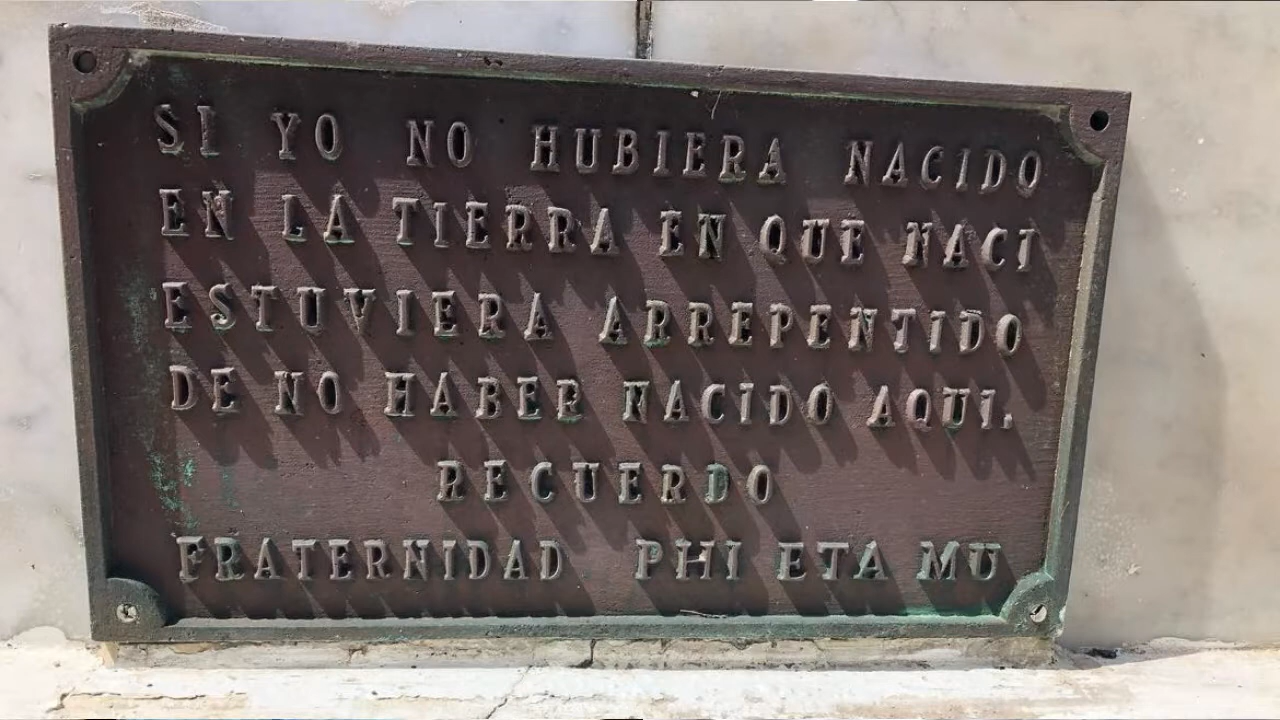 SI YO NO HUBIERA NACIDO
EN LA TIERRA EN QUE NACI
ESTUVIERA ARREPENTIDO
DE NO HABER NACIDO AQUI.
RECUERDO
FRATERNIDAD PHI ETA MU